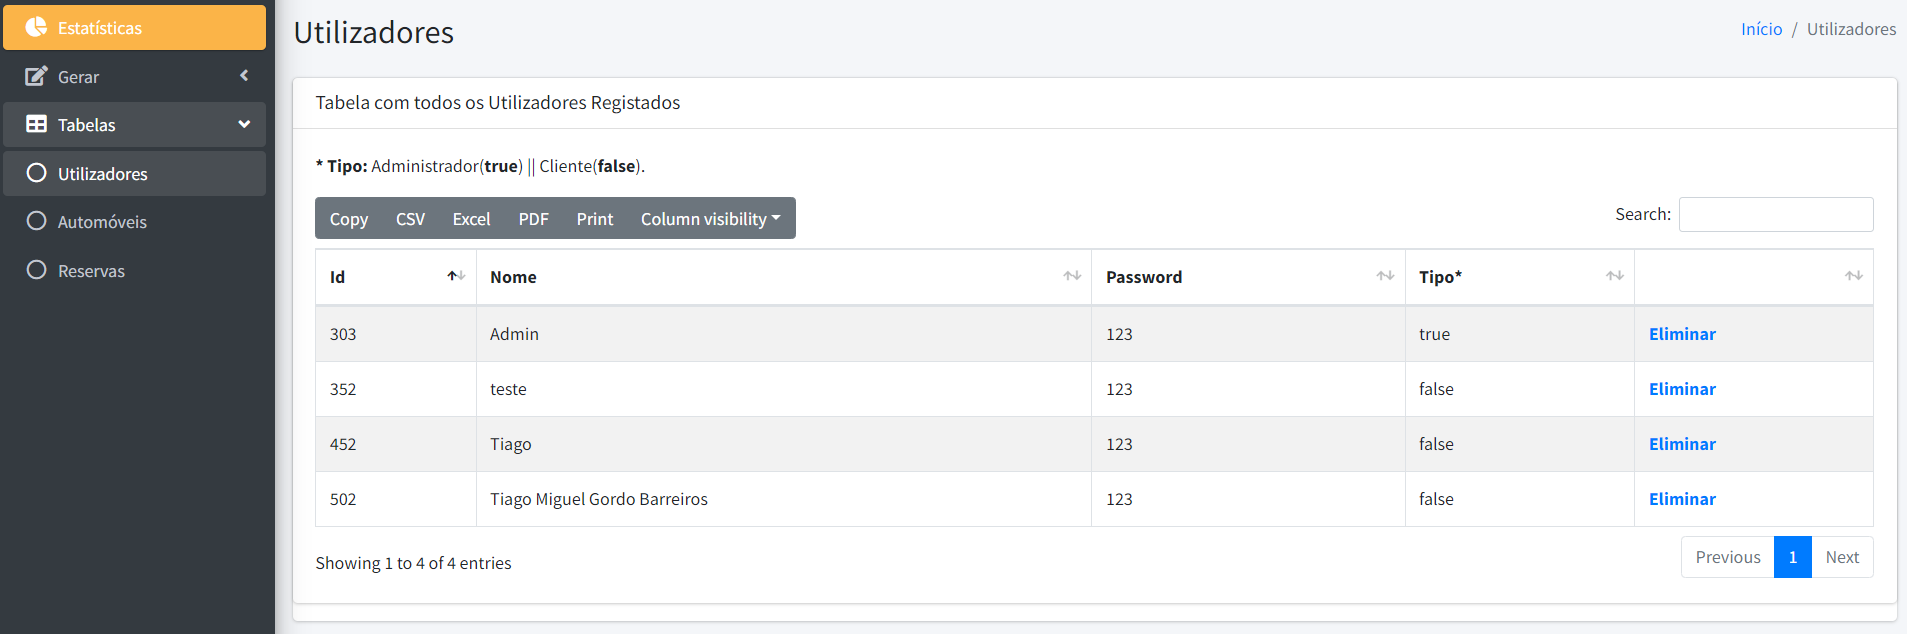 Estatísticas
Gerar
Tabelas
Utilizadores
Automóveis
Reservas
Utilizadores
Início / Utilizadores
Tabela com todos os Utilizadores Registados
* Tipo: Administrador(true) || Cliente(false).
Copy CSV Excel PDF Print Column visibility
Search:
Id Nome Password Tipo*
303 Admin 123 true Eliminar
352 teste 123 false Eliminar
452 Tiago 123 false Eliminar
502 Tiago Miguel Gordo Barreiros 123 false Eliminar
Showing 1 to 4 of 4 entries
Previous 1 Next